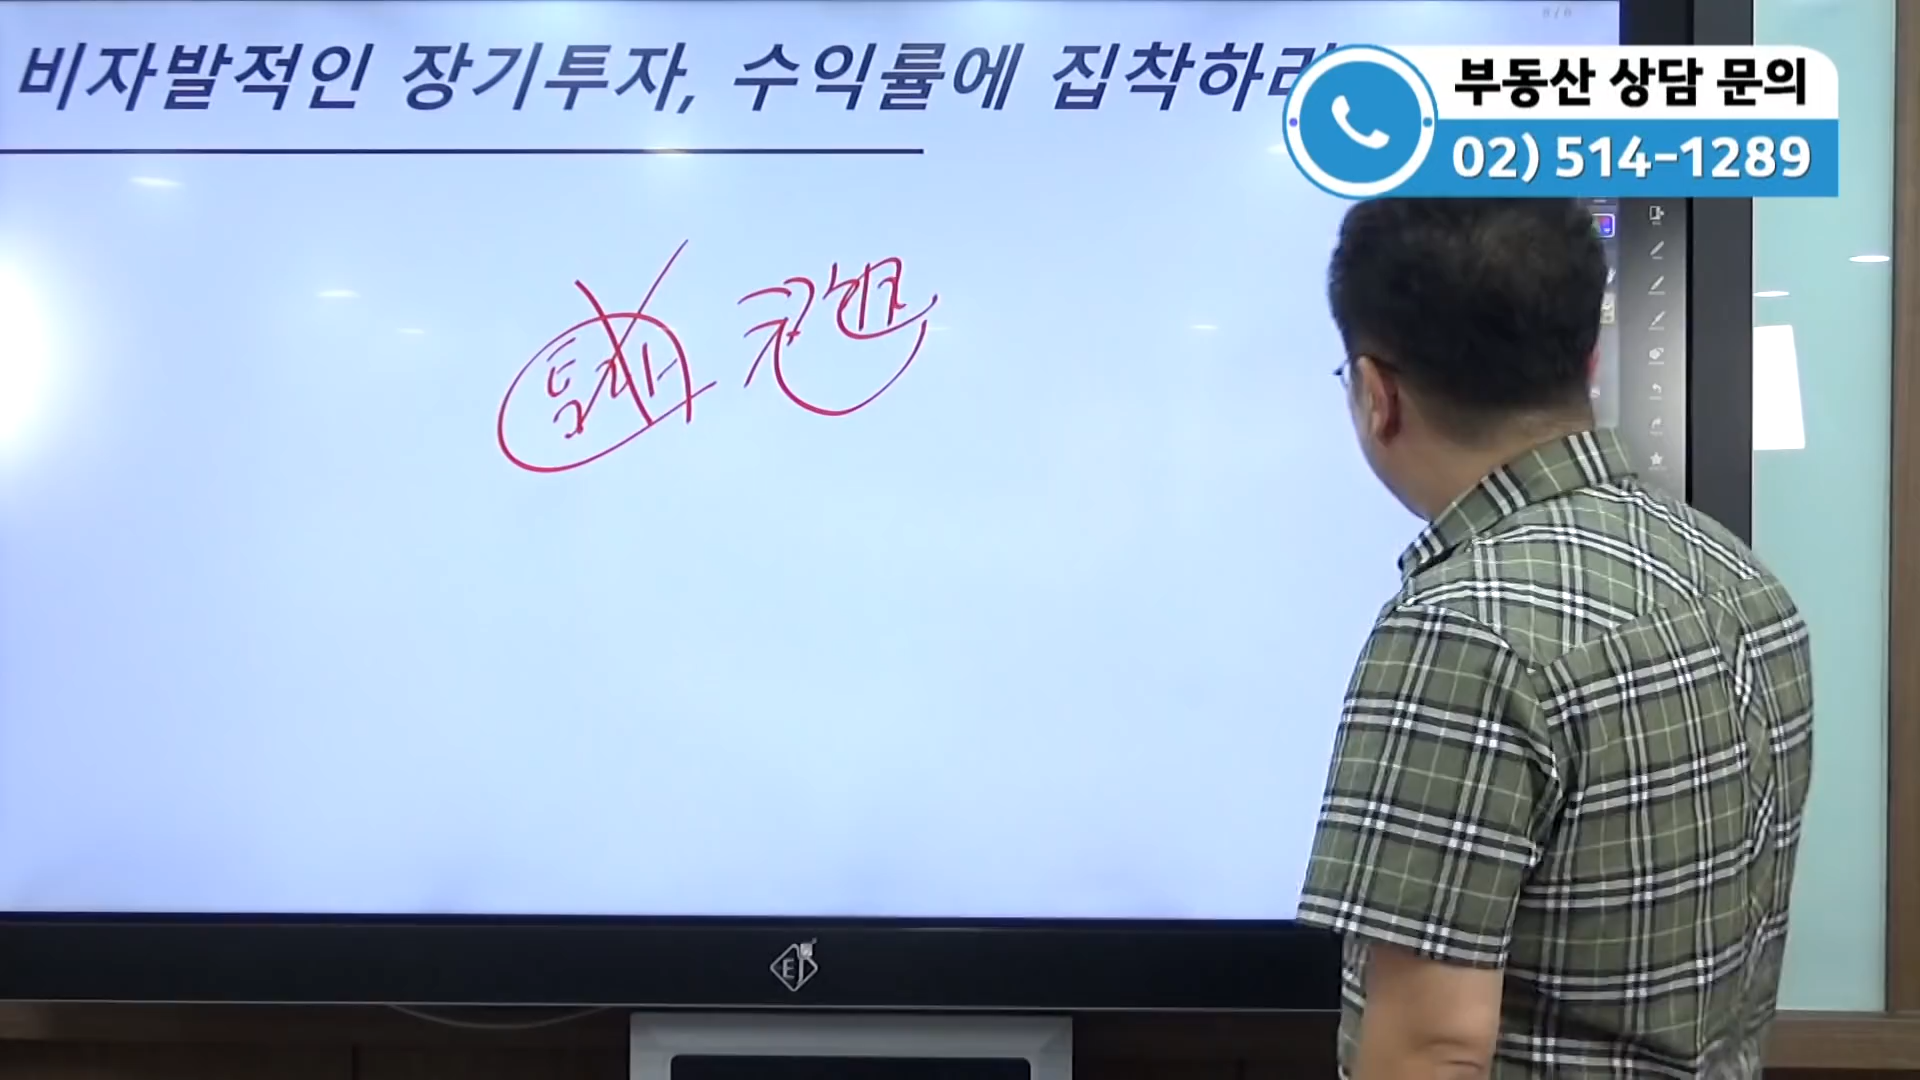 비자발적인 장기투자, 수익률에 집착하라
부동산 상담 문의
02) 514-1289